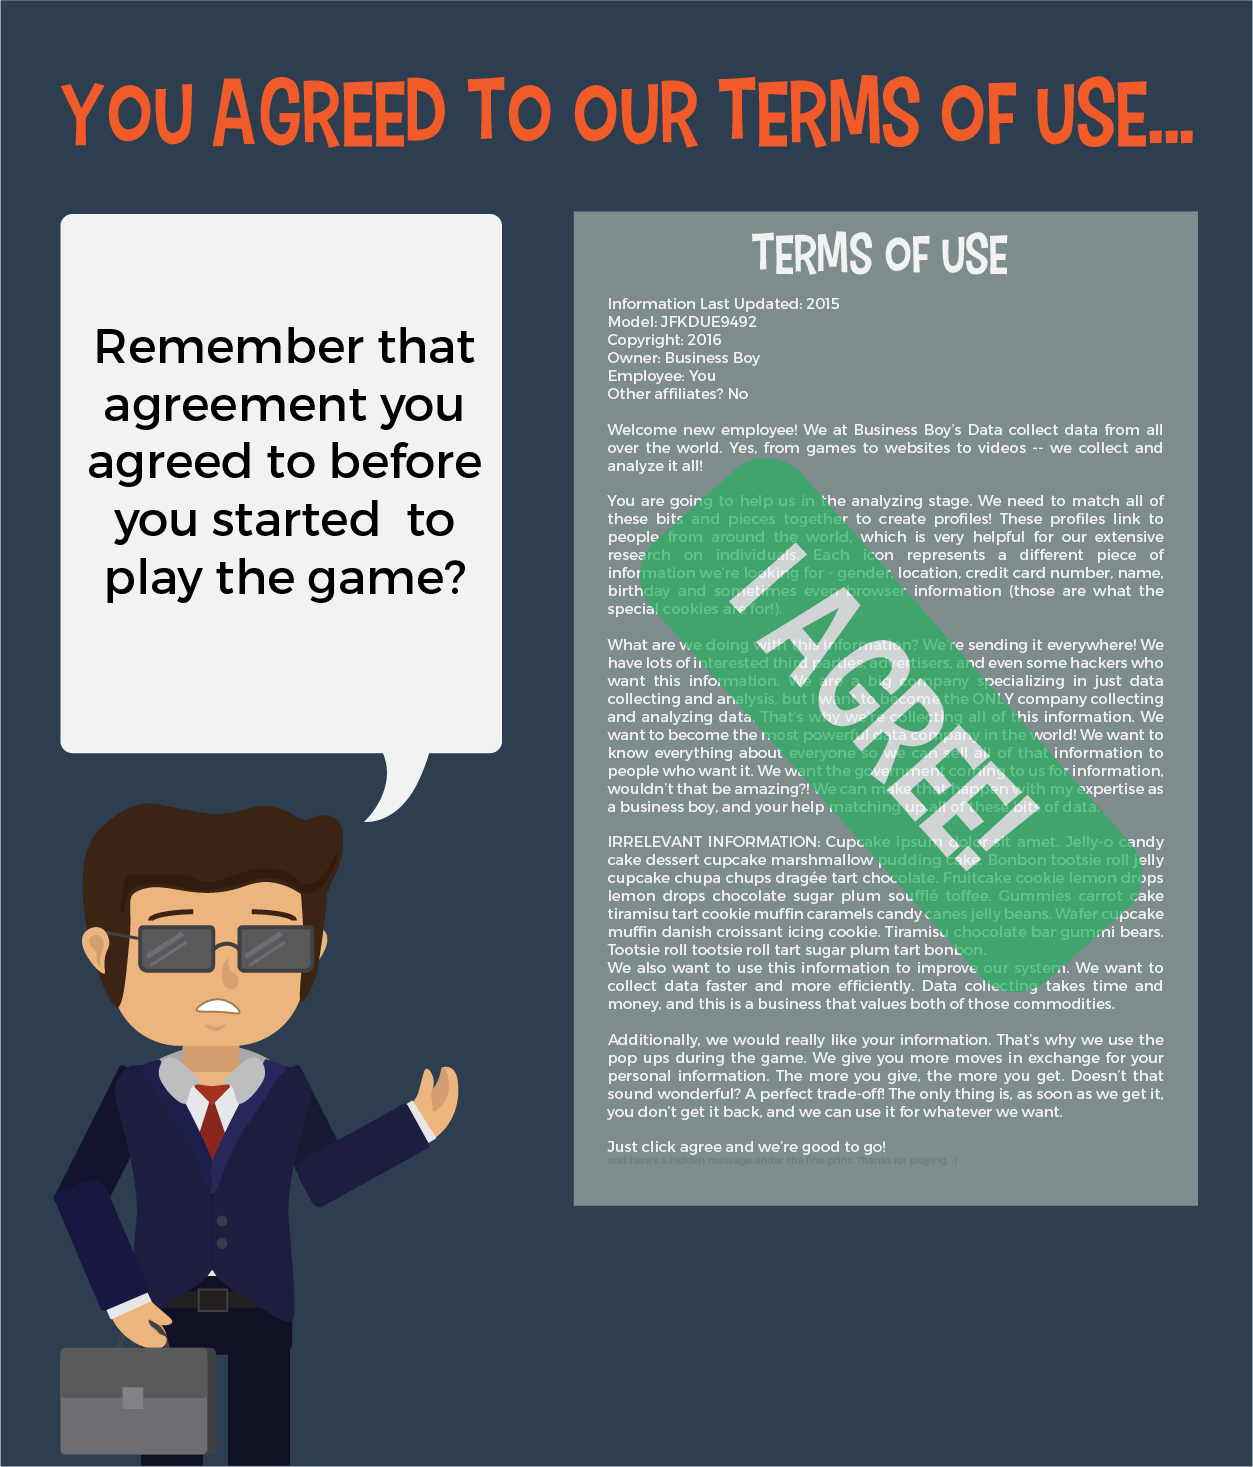 YOU AGREED TO OUR TERMS OF USE...
Remember that
agreement you
agreed to before
you started to
play the game?
TERMS OF USE
Information Last Updated: 2015
Model: JFKDUE9492
Copyright: 2016
Owner: Business Boy
Employee: You
Other affiliates? No
Welcome new employee! We at Business Boy's Data collect data from all
over the world. Yes, from games to websites to videos -- we collect and
analyze it all!
You are going to help us in the analyzing stage. We need to match all of
these bits and pieces together to create profiles! These profiles link to
people from around the world, which is very helpful for our extensive
research on individuals. Each icon represents a different piece of
information we're looking for - gender, location, credit card number, name,
birthday and sometimes even browser information (those are what the
special cookies are for!).
What are we doing with this information? We're sending it everywhere! We
have lots of interested third parties, advertisers, and even some hackers who
want this information. We are a big company specializing in just data
collecting and analysis, but I want to become the ONLY company collecting
and analyzing data. That's why we're collecting all of this information. We
want to become the most powerful data company in the world! We want to
know everything about everyone so we can sell all of that information to
people who want it. We want the government coming to us for information,
wouldn't that be amazing?! We can make that happen with my expertise as
a business boy, and your help matching up all of these bits of data.
IRRELEVANT INFORMATION: Cupcake ipsum dolor sit amet. Jelly-o candy
cake dessert cupcake marshmallow pudding cake. Bonbon tootsie roll jelly
cupcake chupa chups dragée tart chocolate. Fruitcake cookie lemon drops
lemon drops chocolate sugar plum soufflé toffee. Gummies carrot cake
tiramisu tart cookie muffin caramels candy canes jelly beans. Wafer cupcake
muffin danish croissant icing cookie. Tiramisu chocolate bar gummi bears.
Tootsie roll tootsie roll tart sugar plum tart bonbon.
We also want to use this information to improve our system. We want to
collect data faster and more efficiently. Data collecting takes time and
money, and this is a business that values both of those commodities.
Additionally, we would really like your information. That's why we use the
pop ups during the game. We give you more moves in exchange for your
personal information. The more you give, the more you get. Doesn't that
sound wonderful? A perfect trade-off! The only thing is, as soon as we get it,
you don't get it back, and we can use it for whatever we want.
Just click agree and we're good to go!
and here's a hidden message under the line print. Thanks for playing. :)
I AGREE!